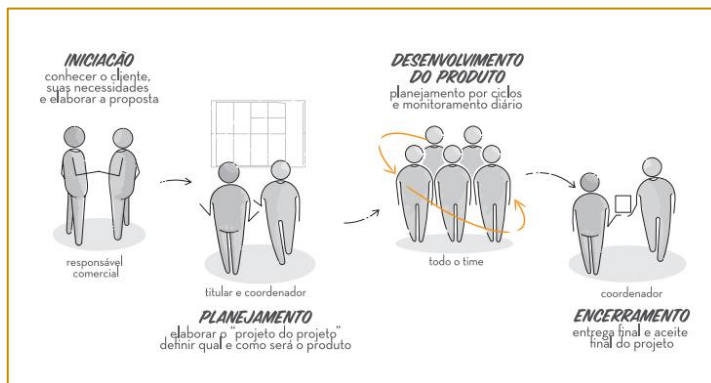 INICIAÇÃO
conhecer o cliente,
suas necessidades
e elaborar a proposta
responsável
comercial
titular e coordenador
PLANEJAMENTO
elaborar o "projeto do projeto"
definir qual e como será o produto
DESENVOLVIMENTO
DO PRODUTO
planejamento por ciclos
e monitoramento diário
todo o time
coordenador
ENCERRAMENTO
entrega final e aceite
final do projeto